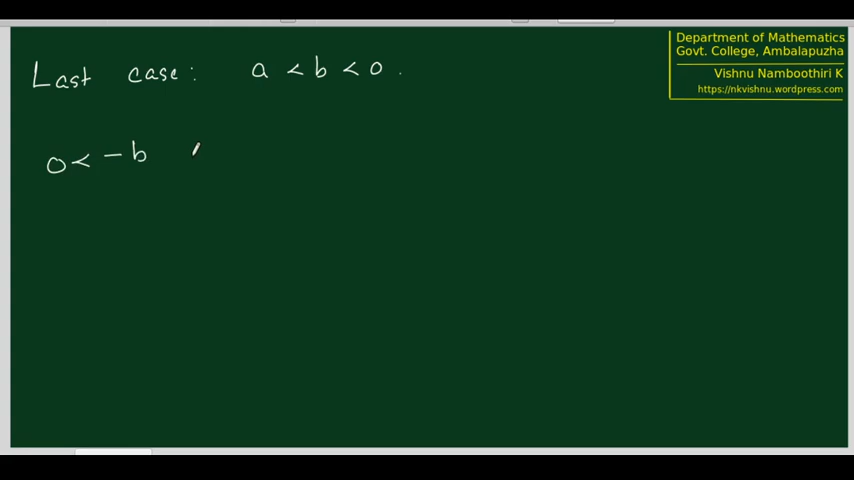 Department of Mathematics
Govt. College, Ambalapuzha
Vishnu Namboothiri K
https://nkvishnu.wordpress.com
Last case: a < b < 0.
0 < -b